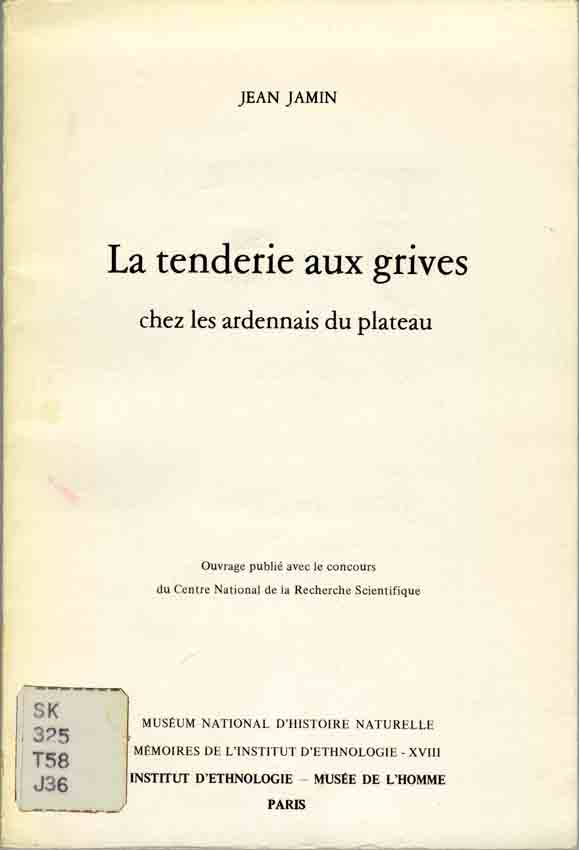 JEAN JAMIN
La tenderie aux grives
chez les ardennais du plateau
Ouvrage publié avec le concours
du Centre National de la Recherche Scientifique
SK
325
T58
J36
MUSÉUM NATIONAL D'HISTOIRE NATURELLE
MÉMOIRES DE L'INSTITUT D'ETHNOLOGIE - XVIII
INSTITUT D'ETHNOLOGIE — MUSÉE DE L'HOMME
PARIS